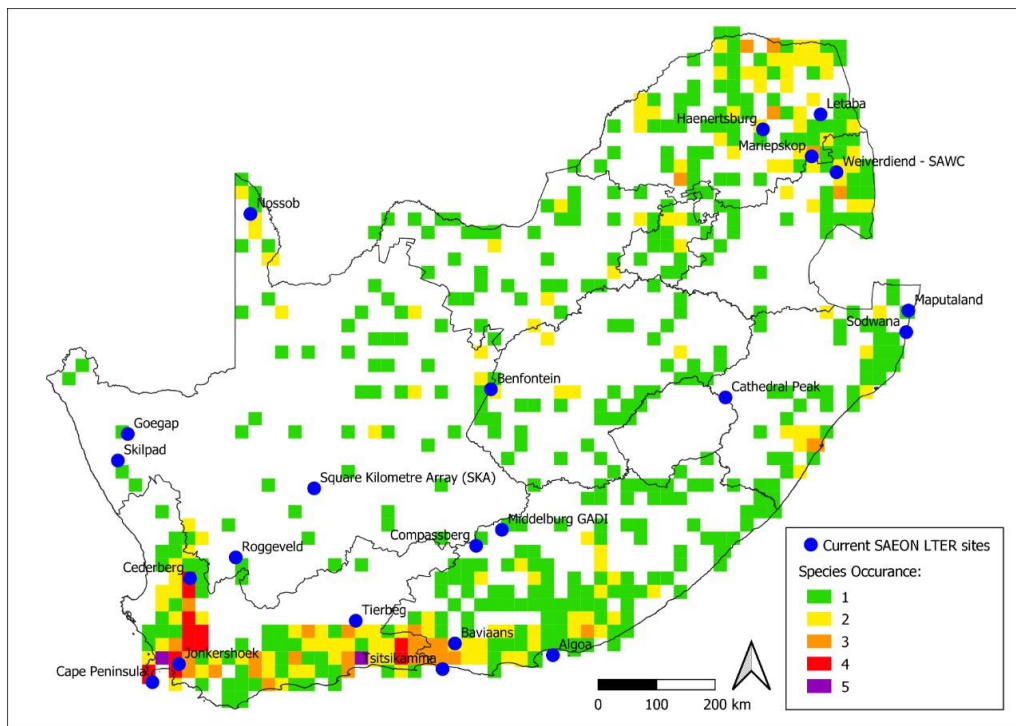 Letaba
Haenertsburg
Mariepskop
Weiverdiend - SAWC
Nossob
Maputaland
Sodwana
Benfontein
Cathedral Peak
Goegap
Skilpad
Square Kilometre Array (SKA)
Middelburg GADI
Compassberg
Roggeveld
Cederberg
Tierbeg
Baviaans
Jonkershoek
Tsitsikamma
Algoa
Cape Peninsula
0 100 200 km
Current SAEON LTER sites
Species Occurance:
1
2
3
4
5